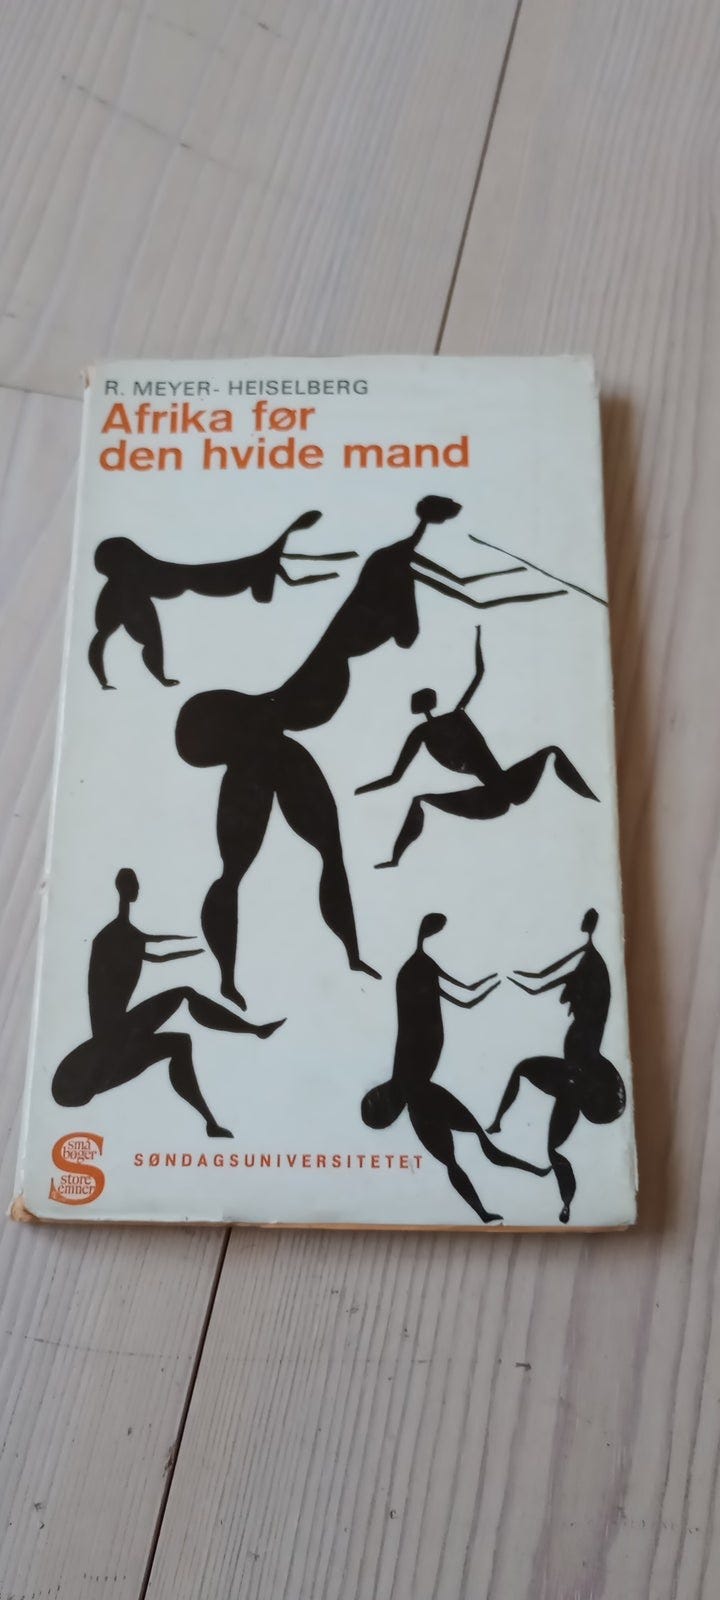 R. MEYER- HEISELBERG
Afrika før
den hvide mand
små
bøger
store
emner
SØNDAGSUNIVERSITETET